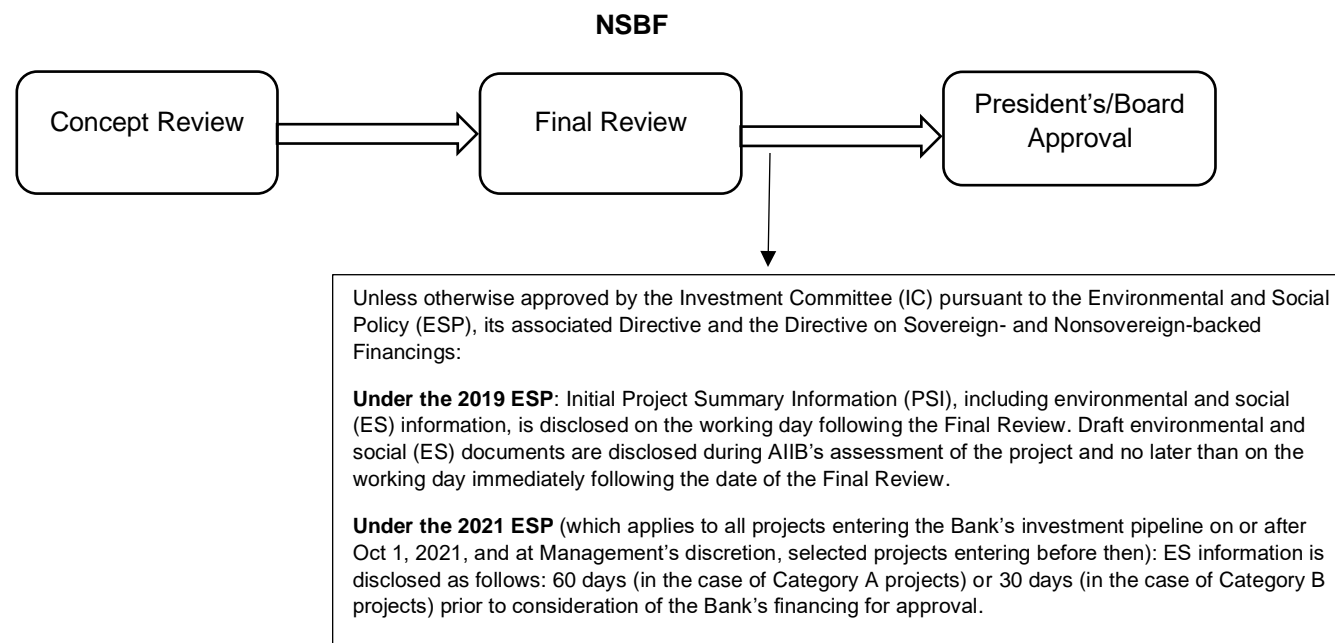 NSBF
Concept Review
Final Review
President’s/Board
Approval
Unless otherwise approved by the Investment Committee (IC) pursuant to the Environmental and Social
Policy (ESP), its associated Directive and the Directive on Sovereign- and Nonsovereign-backed
Financings:
Under the 2019 ESP: Initial Project Summary Information (PSI), including environmental and social
(ES) information, is disclosed on the working day following the Final Review. Draft environmental and
social (ES) documents are disclosed during AIIB’s assessment of the project and no later than on the
working day immediately following the date of the Final Review.
Under the 2021 ESP (which applies to all projects entering the Bank’s investment pipeline on or after
Oct 1, 2021, and at Management’s discretion, selected projects entering before then): ES information is
disclosed as follows: 60 days (in the case of Category A projects) or 30 days (in the case of Category B
projects) prior to consideration of the Bank’s financing for approval.